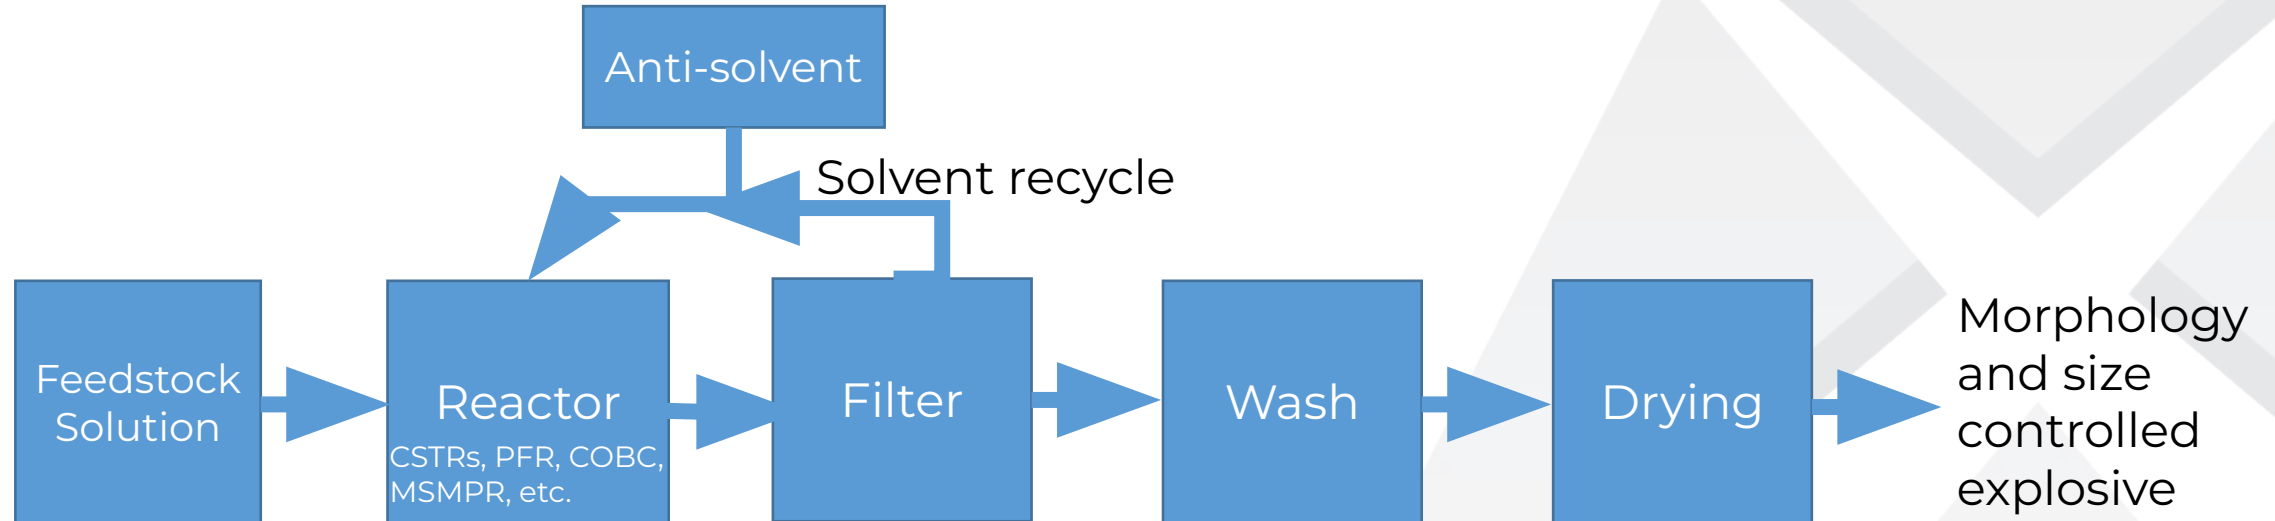 Anti-solvent
Solvent recycle
Feedstock
Solution
Reactor
CSTRs, PFR, COBC,
MSMPR, etc.
Filter
Wash
Drying
Morphology
and size
controlled
explosive